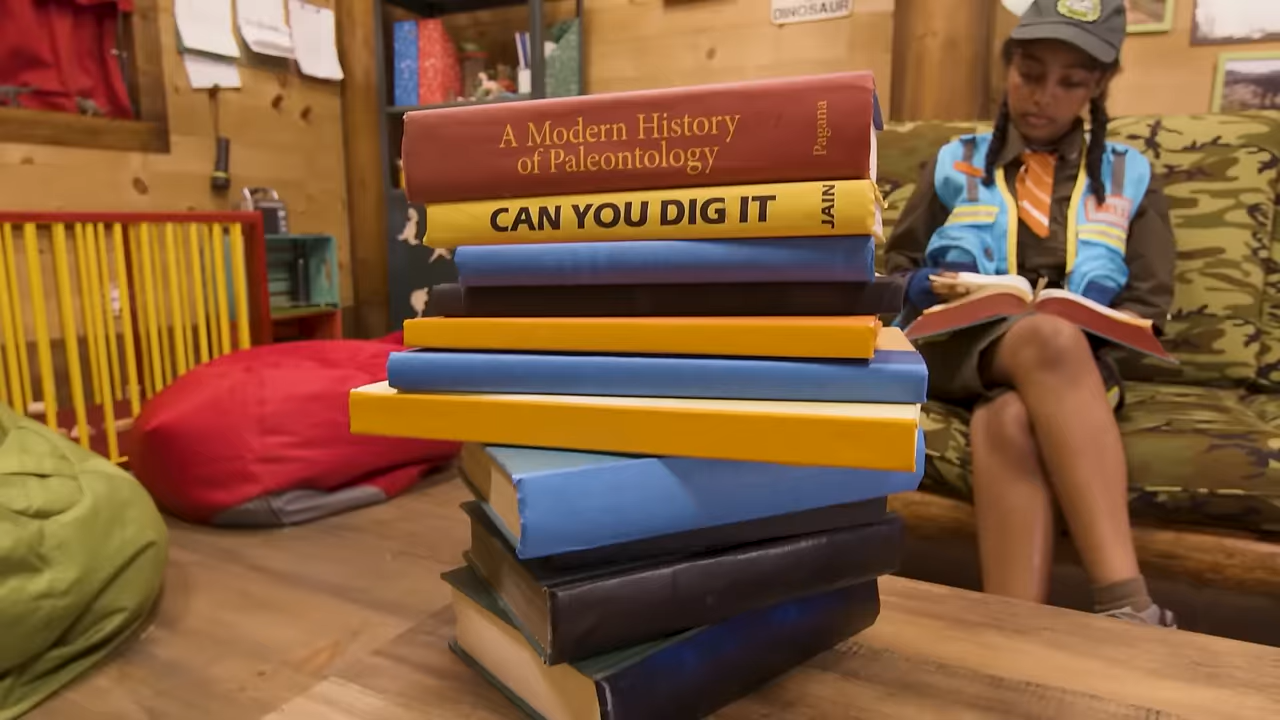 DINOSAUR
A Modern History
of Paleontology
Pagana
CAN YOU DIG IT
JAIN